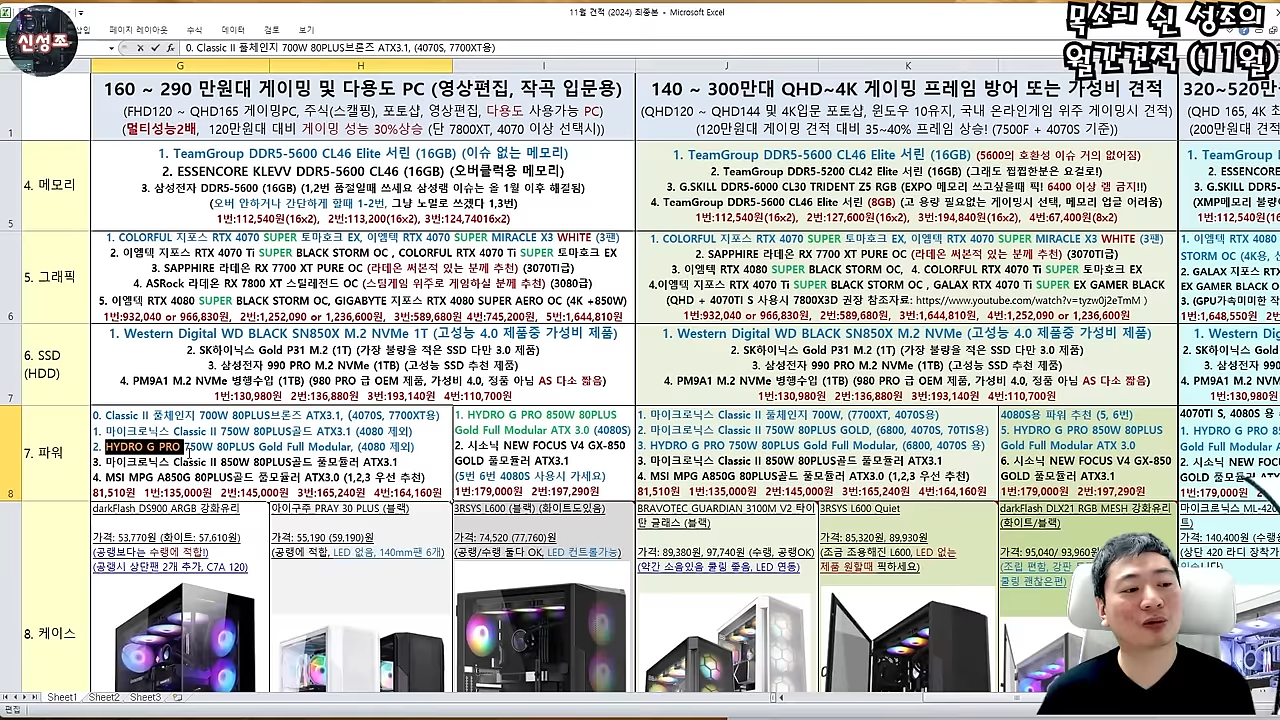 11월 견적 (2024) 최종본 - Microsoft Excel
목소리 쉰 성조의
월간견적 (11월)
신성조
삽입 페이지 레이아웃 수식 데이터 검토 보기
0. Classic II 풀체인지 700W 80PLUS브론즈 ATX3.1, (4070S, 7700XT용)
G H I J K L
1
160 ~ 290 만원대 게이밍 및 다용도 PC (영상편집, 작곡 입문용)
(FHD120 ~ QHD165 게이밍PC, 주식(스캘핑), 포토샵, 영상편집, 다용도 사용가능 PC)
(멀티성능2배, 120만원대 대비 게이밍 성능 30%상승 (단 7800XT, 4070 이상 선택시))
140 ~ 300만대 QHD~4K 게이밍 프레임 방어 또는 가성비 견적
(QHD120 ~ QHD144 및 4K입문 포토샵, 윈도우 10유지, 국내 온라인게임 위주 게이밍시 견적)
(120만원대 게이밍 견적 대비 35~40% 프레임 상승! (7500F + 4070S 기준))
320~520만
(QHD 165, 4K 최
(200만원대 견적
5
4. 메모리
1. TeamGroup DDR5-5600 CL46 Elite 서린 (16GB) (이슈 없는 메모리)
2. ESSENCORE KLEVV DDR5-5600 CL46 (16GB) (오버클럭용 메모리)
3. 삼성전자 DDR5-5600 (16GB) (1,2번 품절일때 쓰세요 삼성램 이슈는 올 1월 이후 해결됨)
(오버 안하거나 간단하게 할때 1-2번, 그냥 노멀로 쓰겠다 1,3번)
1번:112,540원(16x2), 2번:113,200(16x2), 3번:124,74016x2)
1. TeamGroup DDR5-5600 CL46 Elite 서린 (16GB) (5600의 호환성 이슈 거의 없어짐)
2. TeamGroup DDR5-5200 CL42 Elite 서린 (16GB) (그래도 찝찝한분은 요걸로!)
3. G.SKILL DDR5-6000 CL30 TRIDENT Z5 RGB (EXPO 메모리 쓰고싶을때 픽! 6400 이상 램 금지!!)
4. TeamGroup DDR5-5600 CL46 Elite 서린 (8GB) (고 용량 필요없는 게이밍시 선택, 메모리 업글 어려움)
1번:112,540원(16x2), 2번:127,600원(16x2), 3번:194,840원(16x2), 4번:67,400원(8x2)
1. TeamGroup D
2. ESSENCORE
3. G.SKILL DDR5
(XMP메모리 불량이
1번:112,540원(16x2
6
5. 그래픽
1. COLORFUL 지포스 RTX 4070 SUPER 토마호크 EX, 이엠텍 RTX 4070 SUPER MIRACLE X3 WHITE (3팬)
2. 이엠텍 지포스 RTX 4070 Ti SUPER BLACK STORM OC , COLORFUL RTX 4070 Ti SUPER 토마호크 EX
3. SAPPHIRE 라데온 RX 7700 XT PURE OC (라데온 써본적 있는 분께 추천) (3070TI급)
4. ASRock 라데온 RX 7800 XT 스틸레전드 OC (스팀게임 위주로 게임하실 분께 추천) (3080급)
5. 이엠텍 RTX 4080 SUPER BLACK STORM OC, GIGABYTE 지포스 RTX 4080 SUPER AERO OC (4K +850W)
1번:932,040 or 966,830원, 2번:1,252,090 or 1,236,600원, 3번:589,680원 4번:745,200원, 5번:1,644,810원
1. COLORFUL 지포스 RTX 4070 SUPER 토마호크 EX, 이엠텍 RTX 4070 SUPER MIRACLE X3 WHITE (3팬)
2. SAPPHIRE 라데온 RX 7700 XT PURE OC (라데온 써본적 있는 분께 추천) (3070TI급)
3. 이엠텍 RTX 4080 SUPER BLACK STORM OC, 4. COLORFUL RTX 4070 Ti SUPER 토마호크 EX
4.이엠텍 지포스 RTX 4070 Ti SUPER BLACK STORM OC , GALAX RTX 4070 Ti SUPER EX GAMER BLACK
(QHD + 4070TI S 사용시 7800X3D 권장 참조자료: https://www.youtube.com/watch?v=tyzw0j2eTmM )
1번:932,040 or 966,830원, 2번:589,680원, 3번:1,644,810원, 4번:1,252,090 or 1,236,600원
1. 이엠텍 RTX 4080
STORM OC (4K용, 신
2. GALAX 지포스 RTX
EX GAMER BLACK O
3. (GPU가속미미한 작
1번:1,648,550원, 2번
7
6. SSD
(HDD)
1. Western Digital WD BLACK SN850X M.2 NVMe 1T (고성능 4.0 제품중 가성비 제품)
2. SK하이닉스 Gold P31 M.2 (1T) (가장 불량율 적은 SSD 다만 3.0 제품)
3. 삼성전자 990 PRO M.2 NVMe (1TB) (고성능 SSD 추천 제품)
4. PM9A1 M.2 NVMe 병행수입 (1TB) (980 PRO 급 OEM 제품, 가성비 4.0, 정품 아님 AS 다소 짧음)
1번:130,980원, 2번:136,880원, 3번:193,140원, 4번:110,700원
1. Western Digital WD BLACK SN850X M.2 NVMe (고성능 4.0 제품중 가성비 제품)
2. SK하이닉스 Gold P31 M.2 (1T) (가장 불량율 적은 SSD 다만 3.0 제품)
3. 삼성전자 990 PRO M.2 NVMe (1TB) (고성능 SSD 추천 제품)
4. PM9A1 M.2 NVMe 병행수입 (1TB) (980 PRO 급 OEM 제품, 가성비 4.0, 정품 아님 AS 다소 짧음)
1번:130,980원, 2번:136,880원, 3번:193,140원, 4번:110,700원
1. Western Digi
2. SK하이닉스
3. 삼성전자
4. PM9A1 M.2 NV
1번:130,980원
8
7. 파워
0. Classic II 풀체인지 700W 80PLUS브론즈 ATX3.1, (4070S, 7700XT용)
1. 마이크로닉스 Classic II 750W 80PLUS골드 ATX3.1 (4080 제외)
2. HYDRO G PRO 750W 80PLUS Gold Full Modular, (4080 제외)
3. 마이크로닉스 Classic II 850W 80PLUS골드 풀모듈러 ATX3.1
4. MSI MPG A850G 80PLUS골드 풀모듈러 ATX3.0 (1,2,3 우선 추천)
81,510원 1번:135,000원 2번:145,000원 3번:165,240원 4번:164,160원
1. HYDRO G PRO 850W 80PLUS
Gold Full Modular ATX 3.0 (4080S)
2. 시소닉 NEW FOCUS V4 GX-850
GOLD 풀모듈러 ATX3.1
(5번 6번 4080S 사용시 가세요)
1번:179,000원 2번:197,290원
1. 마이크로닉스 Classic II 풀체인지 700W, (7700XT, 4070S용)
2. 마이크로닉스 Classic II 750W 80PLUS GOLD, (6800, 4070S, 70TIS용)
3. HYDRO G PRO 750W 80PLUS Gold Full Modular, (6800, 4070S 용)
3. 마이크로닉스 Classic II 850W 80PLUS골드 풀모듈러 ATX3.1
4. MSI MPG A850G 80PLUS골드 풀모듈러 ATX3.0 (1,2,3 우선 추천)
81,510원 1번:135,000원 2번:145,000원 3번:165,240원 4번:164,160원
4080S용 파워 추천 (5, 6번)
5. HYDRO G PRO 850W 80PLUS
Gold Full Modular ATX3.0
6. 시소닉 NEW FOCUS V4 GX-850
GOLD 풀모듈러 ATX3.1
1번:179,000원 2번:197,290원
4070TI S, 4080S 용
1. HYDRO G
Gold Full Modular A
2. 시소닉 NEW FOCU
GOLD 풀모듈러 ATX
1번:179,0
8. 케이스
darkFlash DS900 ARGB 강화유리
가격: 53,770원 (화이트: 57,610원)
(공랭보다는 수랭에 적합!)
(공랭시 상단팬 2개 추가, C7A 120)
아이구주 PRAY 30 PLUS (블랙)
가격: 55,190 (59,190원)
(공랭에 적합, LED 없음, 140mm팬 6개)
3RSYS L600 (블랙) (화이트도있음)
가격: 74,520 (77,760원)
(공랭/수랭 둘다 OK, LED 컨트롤가능)
BRAVOTEC GUARDIAN 3100M V2 타이
탄 글래스 (블랙)
가격: 89,380원, 97,740원 (수랭, 공랭OK)
(약간 소음있음 쿨링 좋음, LED 연동)
3RSYS L600 Quiet
가격: 85,320원, 89,930원
(조금 조용해진 L600, LED 없는
제품 원할때 픽하세요)
darkFlash DLX21 RGB MESH 강화유리
(화이트/블랙)
가격: 95,040/ 93,960원
(조립 편함, 강판
쿨링 괜찮은편)
마이크로닉스 ML-420
트)
가격: 140,400원 (수랭
(상단 420 라디 장착가
Sheet1 Sheet2 Sheet3
편집